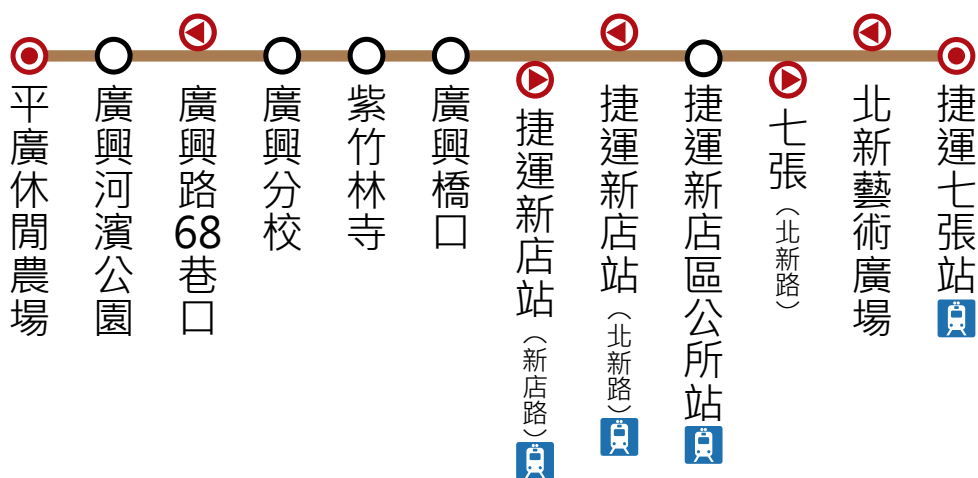 平廣休閒農場
廣興河濱公園
廣興路68巷口
廣興分校
紫竹林寺
廣興橋口
捷運新店站（新店路）
捷運新店站（北新路）
捷運新店區公所站
七張（北新路）
北新藝術廣場
捷運七張站